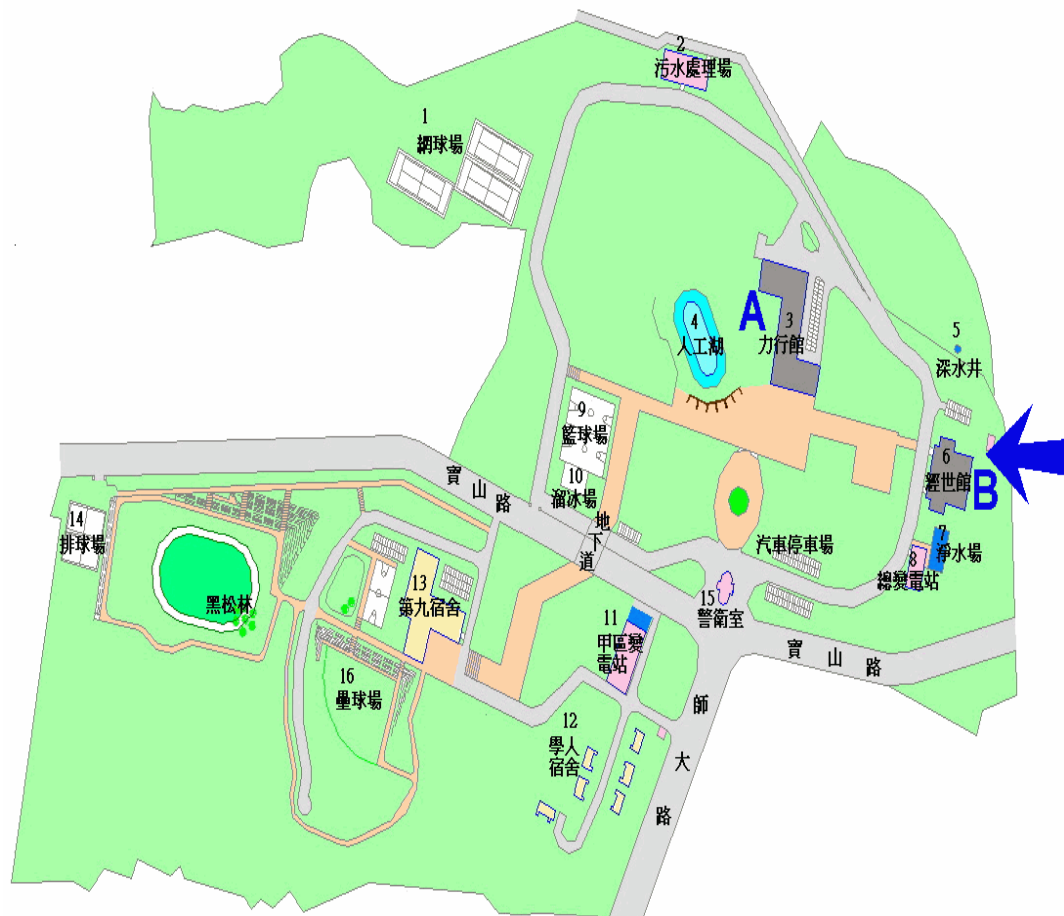 2
污水處理場
1
網球場
A
3
力行館
4
人工湖
5
深水井
9
籃球場
10
溜冰場
6
經世館
B
寶山路
地下道
7
淨水場
汽車停車場
8
總變電站
14
排球場
13
第九宿舍
黑松林
15
警衛室
11
甲區變
電站
寶山路
16
壘球場
12
學人
宿舍
師大路